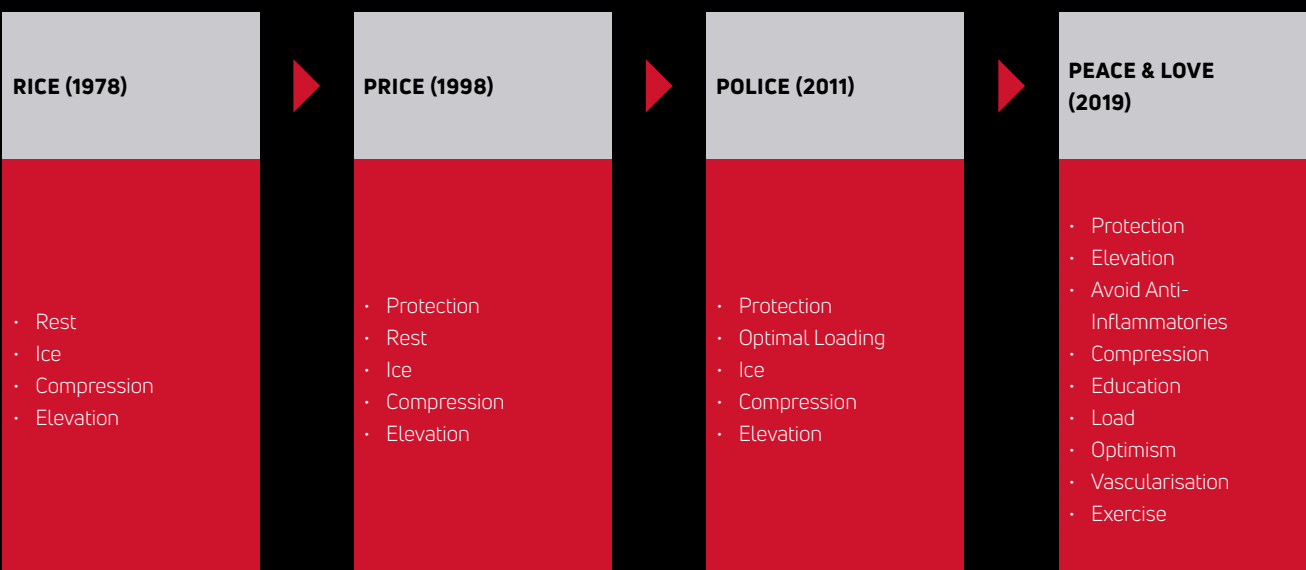 RICE (1978)
• Rest
• Ice
• Compression
• Elevation
PRICE (1998)
• Protection
• Rest
• Ice
• Compression
• Elevation
POLICE (2011)
• Protection
• Optimal Loading
• Ice
• Compression
• Elevation
PEACE & LOVE
(2019)
• Protection
• Elevation
• Avoid Anti-
Inflammatories
• Compression
• Education
• Load
• Optimism
• Vascularisation
• Exercise